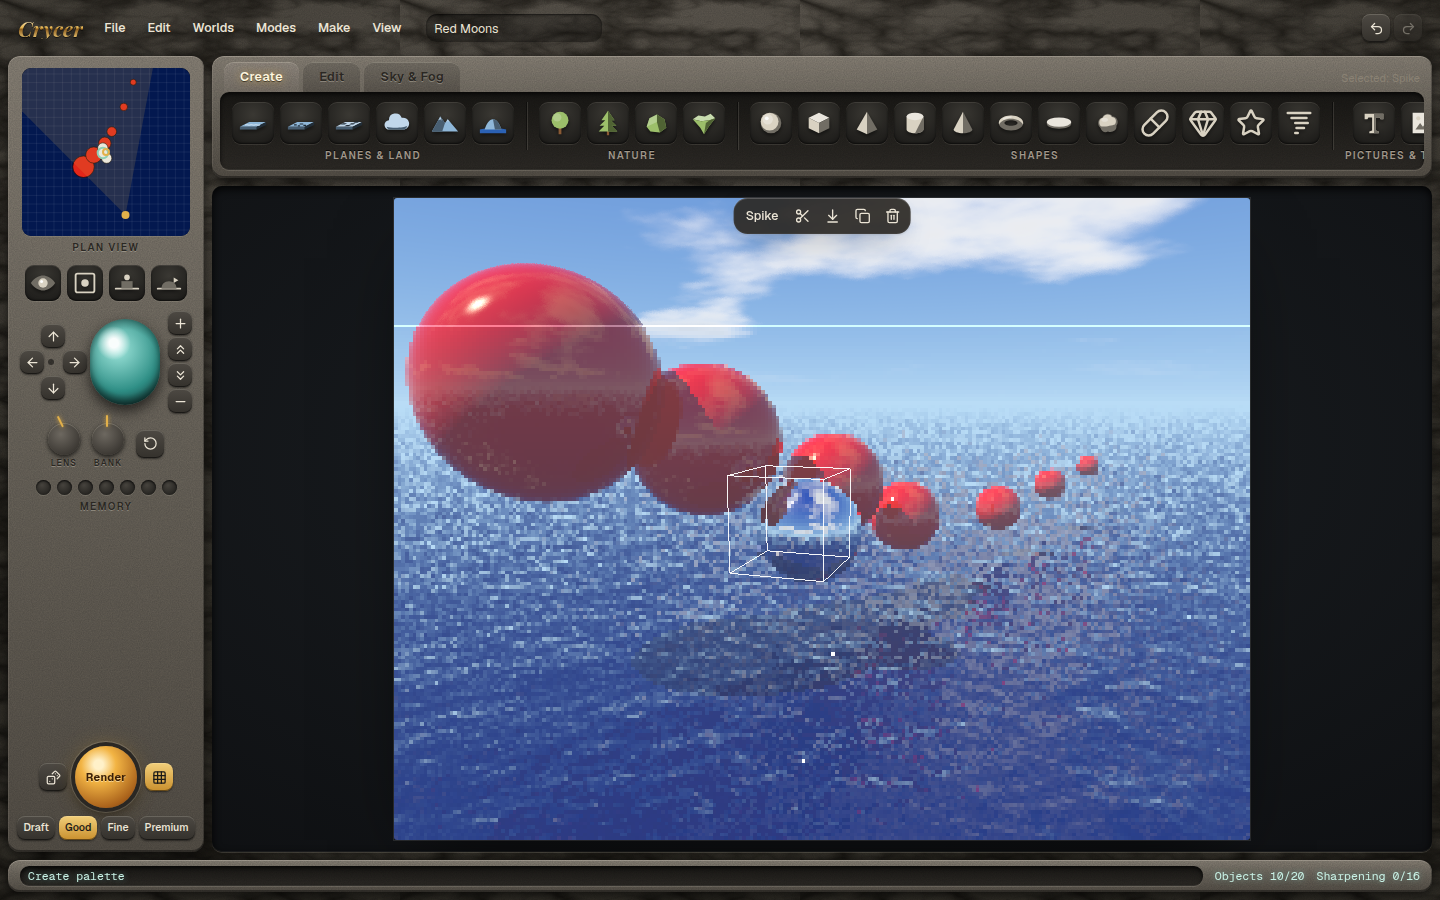 Crycer
File
Edit
Worlds
Modes
Make
View
Red Moons
Create
Edit
Sky & Fog
Selected: Spike
PLANES & LAND
NATURE
SHAPES
PICTURES & T
PLAN VIEW
Spike
LENS
BANK
MEMORY
Render
Draft
Good
Fine
Premium
Create palette
Objects 10/20
Sharpening 0/16